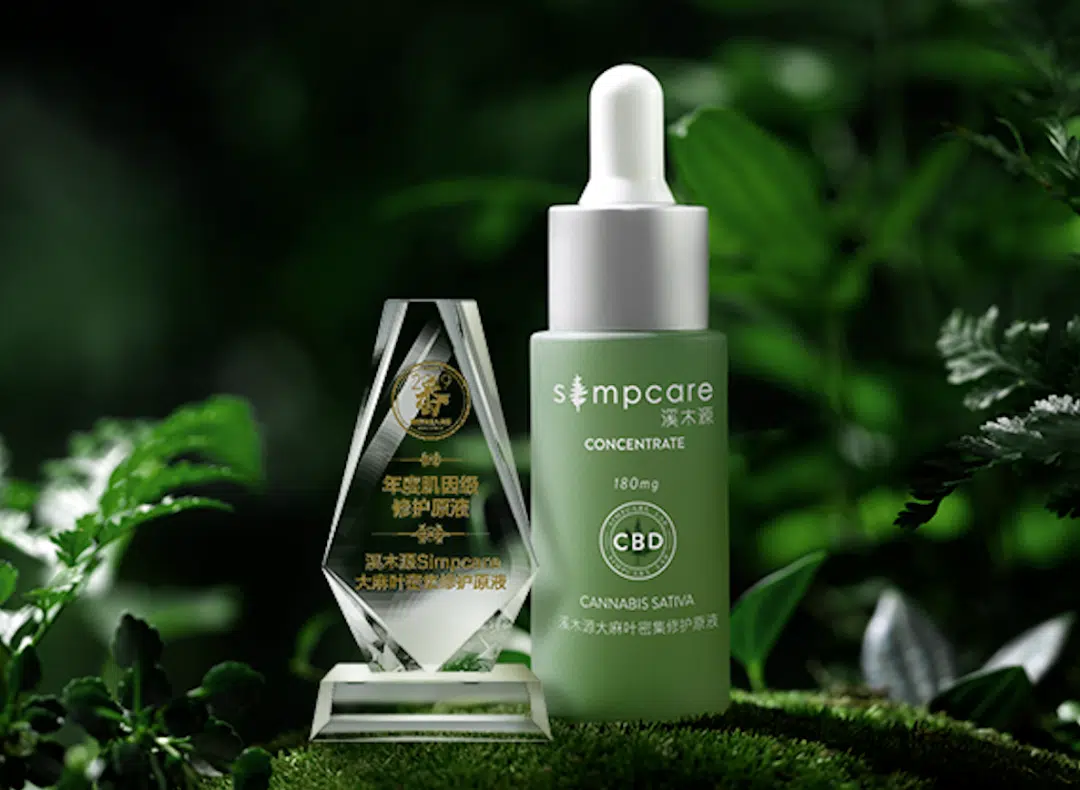 年度肌因级
修护原液
溪木源Simpcare
大麻叶密集修护原液
simpcare
溪木源
CONCENTRATE
180mg
CBD
CANNABIS SATIVA
溪木源大麻叶密集修护原液